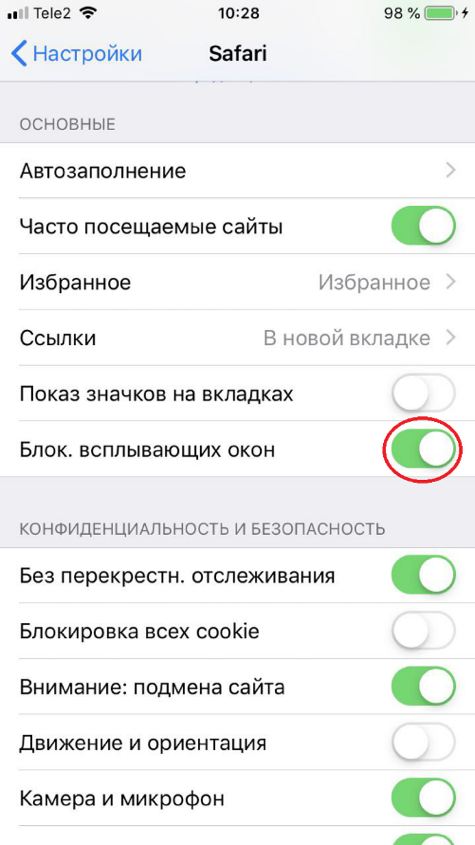 Tele2 10:28 98 %
Настройки Safari
ОСНОВНЫЕ
Автозаполнение
Часто посещаемые сайты
Избранное Избранное
Ссылки В новой вкладке
Показ значков на вкладках
Блок. всплывающих окон
КОНФИДЕНЦИАЛЬНОСТЬ И БЕЗОПАСНОСТЬ
Без перекрестн. отслеживания
Блокировка всех cookie
Внимание: подмена сайта
Движение и ориентация
Камера и микрофон